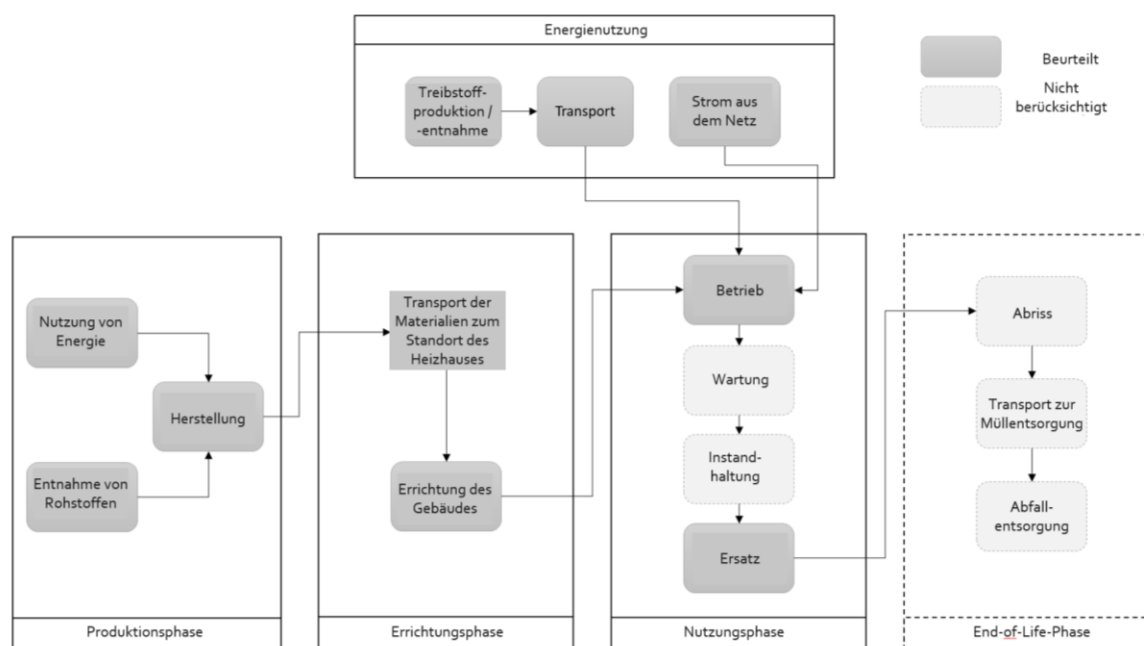 Energienutzung
Treibstoff-
produktion /
-entnahme
Transport
Strom aus
dem Netz
Beurteilt
Nicht
berücksichtigt
Nutzung von
Energie
Herstellung
Entnahme von
Rohstoffen
Produktionsphase
Transport der
Materialien zum
Standort des
Heizhauses
Errichtung des
Gebäudes
Errichtungsphase
Betrieb
Wartung
Instand-
haltung
Ersatz
Nutzungsphase
Abriss
Transport zur
Müllentsorgung
Abfall-
entsorgung
End-of-Life-Phase